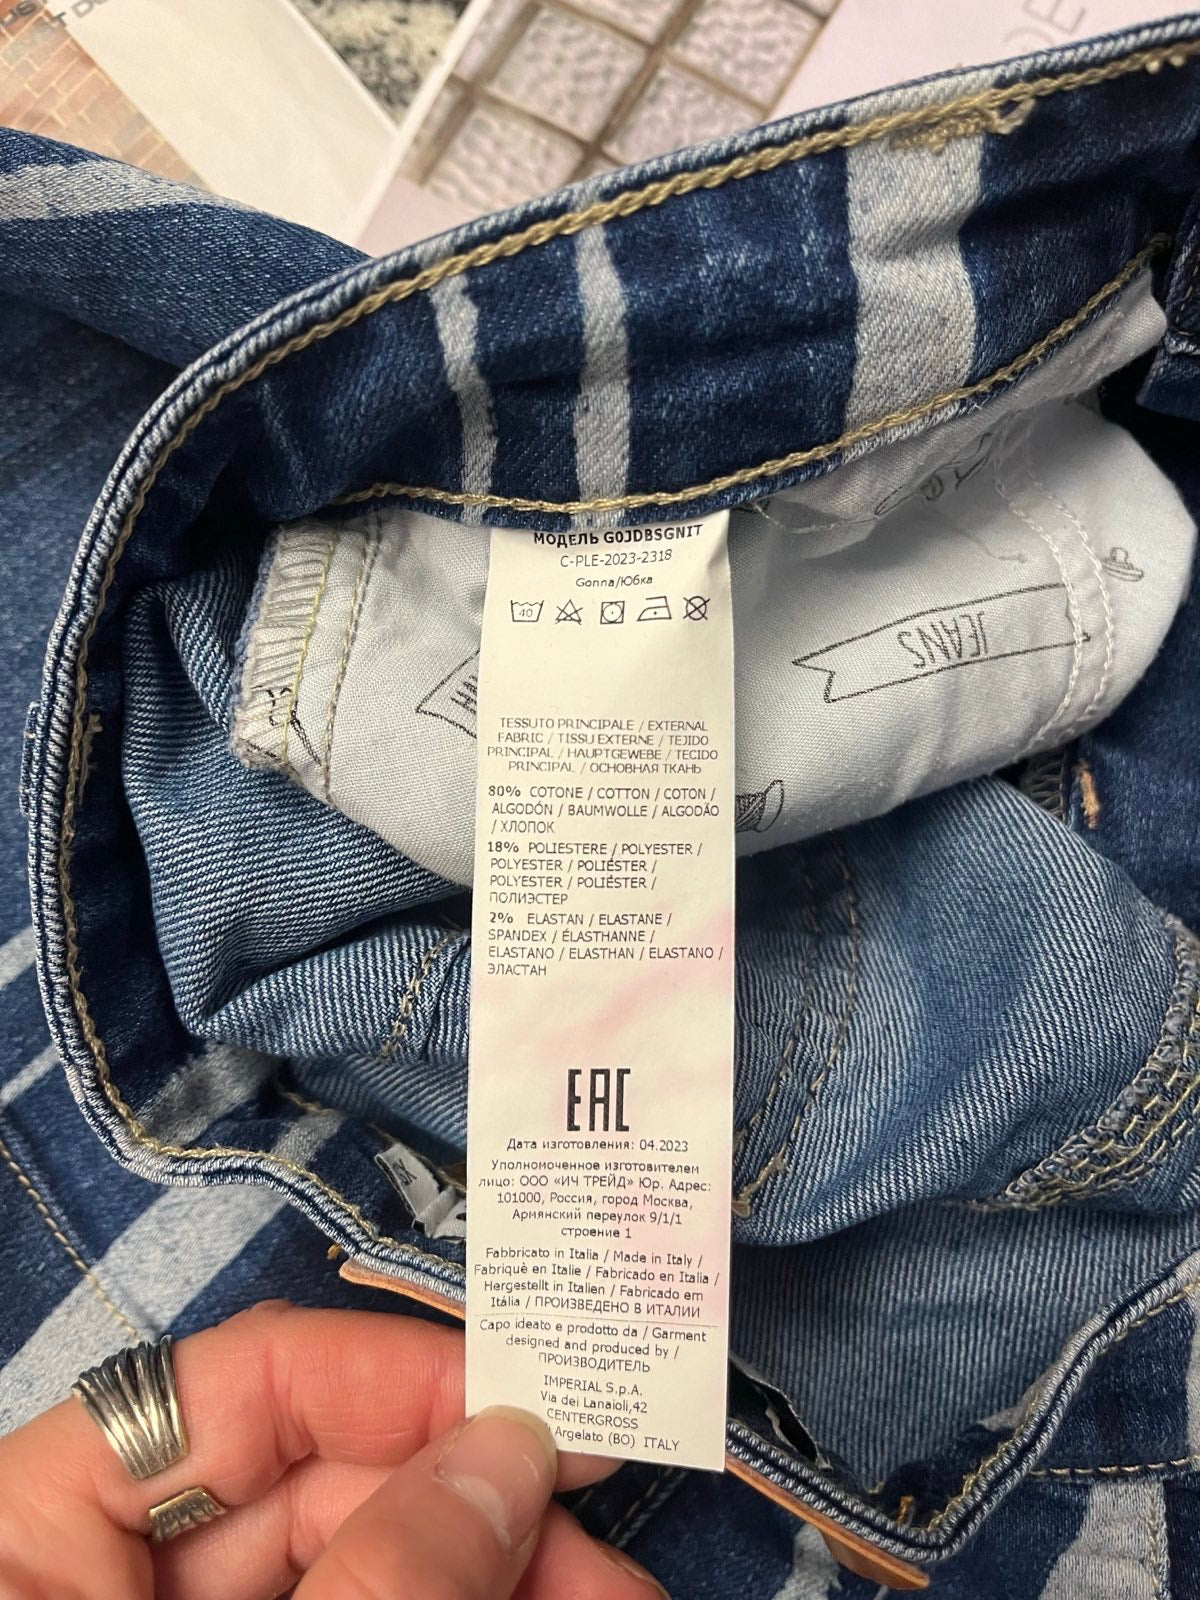 МОДЕЛЬ G0JDBSGNIT
C-PLE-2023-2318
Gonna/Юбка
40
TESSUTO PRINCIPALE / EXTERNAL
FABRIC / TISSU EXTERNE / TEJIDO
PRINCIPAL / HAUPTGEWEBE / TECIDO
PRINCIPAL / ОСНОВНАЯ ТКАНЬ
80% COTONE / COTTON / COTON /
ALGODÓN / BAUMWOLLE / ALGODÃO
/ ХЛОПОК
18% POLIESTERE / POLYESTER /
POLYESTER / POLIÉSTER /
POLYESTER / POLIÉSTER /
ПОЛИЭСТЕР
2% ELASTAN / ELASTANE /
SPANDEX / ÉLASTHANNE /
ELASTANO / ELASTHAN / ELASTANO /
ЭЛАСТАН
EAC
Дата изготовления: 04.2023
Уполномоченное изготовителем
лицо: ООО «ИЧ ТРЕЙД» Юр. Адрес:
101000, Россия, город Москва,
Армянский переулок 9/1/1
строение 1
Fabbricato in Italia / Made in Italy /
Fabriquè en Italie / Fabricado en Italia /
Hergestellt in Italien / Fabricado em
Itália / ПРОИЗВЕДЕНО В ИТАЛИИ
Capo ideato e prodotto da / Garment
designed and produced by /
ПРОИЗВОДИТЕЛЬ
IMPERIAL S.p.A.
Via dei Lanaioli,42
CENTERGROSS
Argelato (BO) ITALY
JEANS